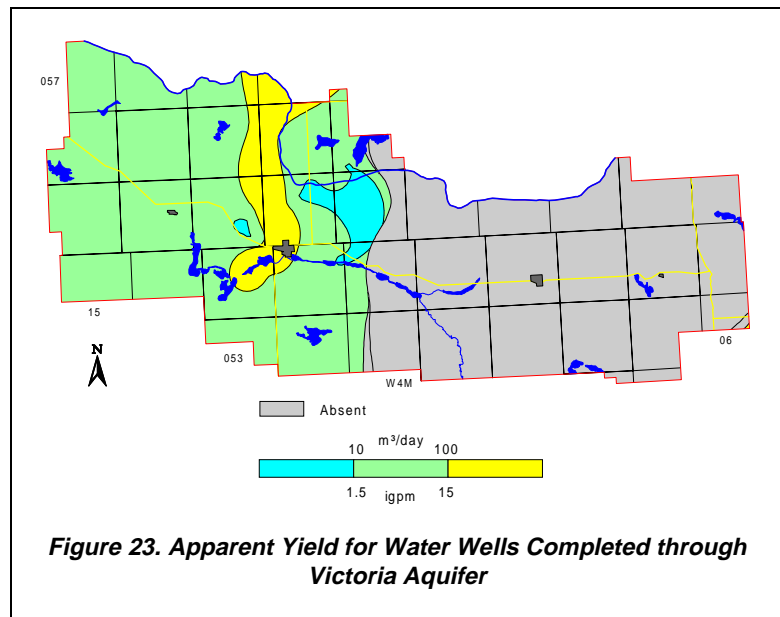 057
15
053
N
W4M
06
Absent
m³/day
10 100
1.5 15
igpm
Figure 23. Apparent Yield for Water Wells Completed through
Victoria Aquifer